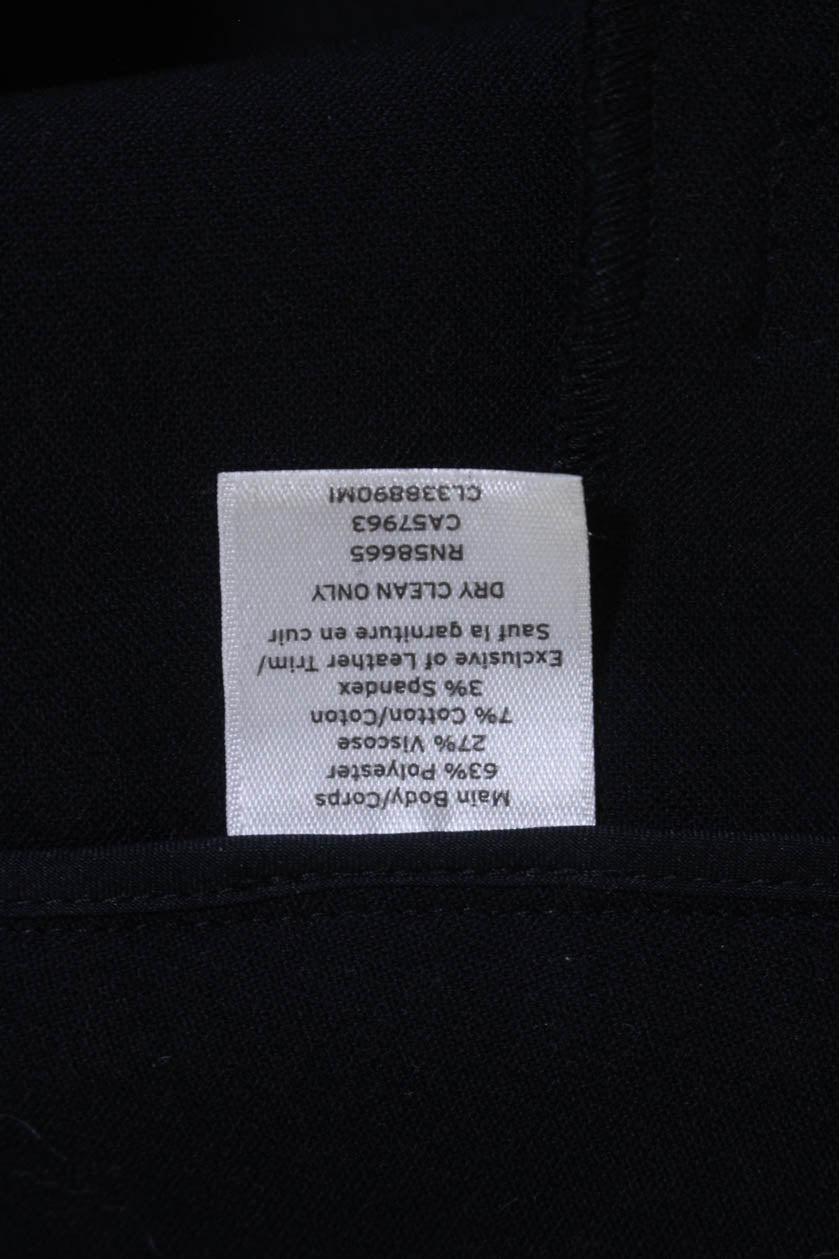 Main Body/Corps
63% Polyester
27% Viscose
7% Cotton/Coton
3% Spandex
Exclusive of Leather Trim/
Sauf la garniture en cuir
DRY CLEAN ONLY
RN58665
CA57963
CL338890MI